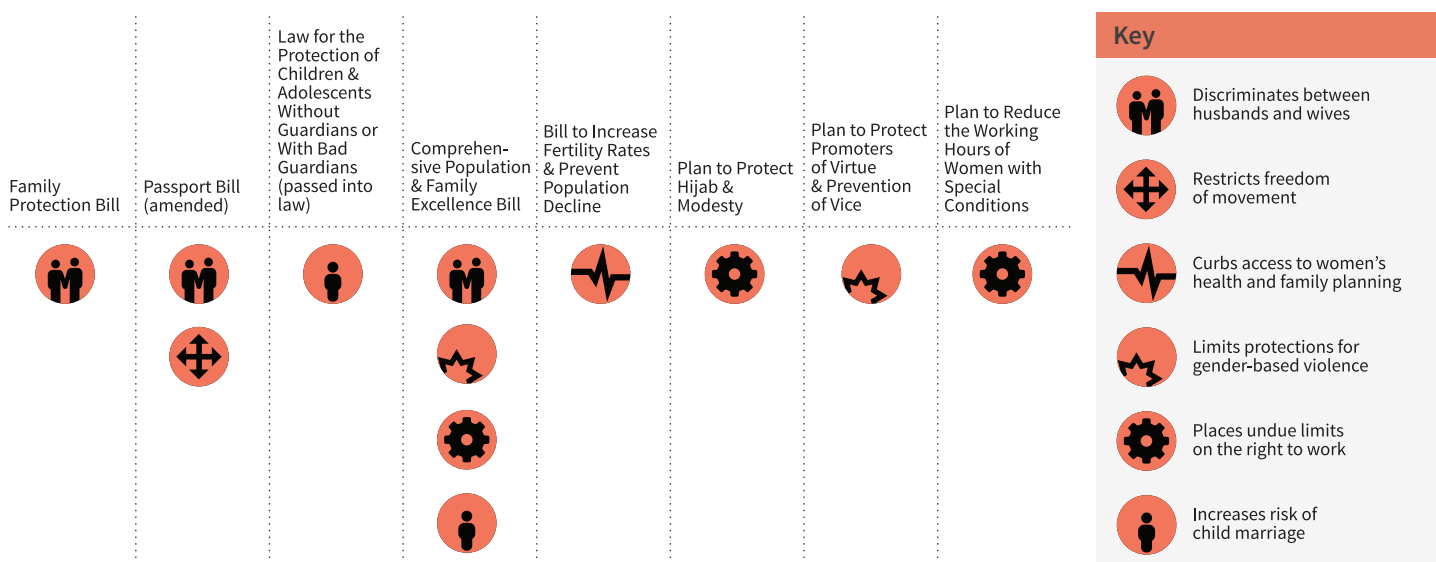 Family
Protection Bill
Passport Bill
(amended)
Law for the
Protection of
Children &
Adolescents
Without
Guardians or
With Bad
Guardians
(passed into
law)
Comprehen-
sive Population
& Family
Excellence Bill
Bill to Increase
Fertility Rates
& Prevent
Population
Decline
Plan to Protect
Hijab &
Modesty
Plan to Protect
Promoters
of Virtue
& Prevention
of Vice
Plan to Reduce
the Working
Hours of
Women with
Special
Conditions
Key
Discriminates between
husbands and wives
Restricts freedom
of movement
Curbs access to women’s
health and family planning
Limits protections for
gender-based violence
Places undue limits
on the right to work
Increases risk of
child marriage